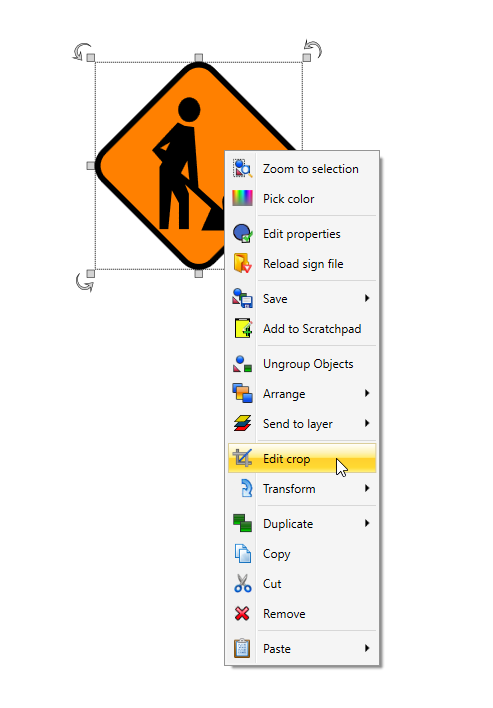 Zoom to selection
Pick color
Edit properties
Reload sign file
Save
Add to Scratchpad
Ungroup Objects
Arrange
Send to layer
Edit crop
Transform
Duplicate
Copy
Cut
Remove
Paste